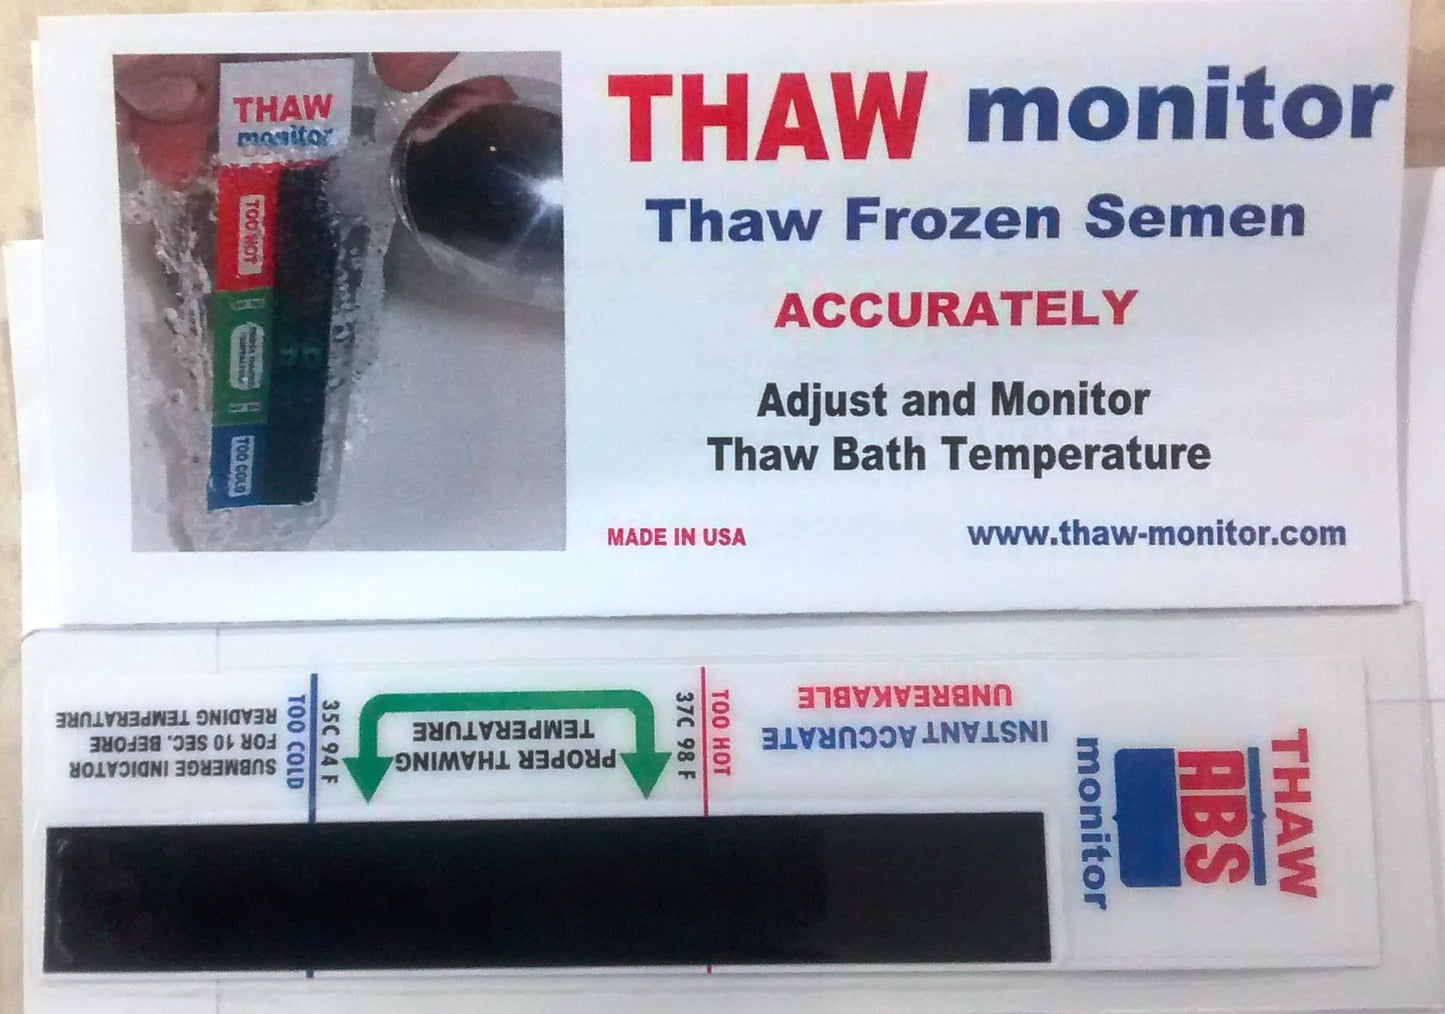 THAW
monitor
TOO HOT
96
TOO COLD
THAW monitor
Thaw Frozen Semen
ACCURATELY
Adjust and Monitor
Thaw Bath Temperature
MADE IN USA
www.thaw-monitor.com
THAW
ABS
monitor
INSTANT ACCURATE
UNBREAKABLE
TOO HOT
37C 98 F
PROPER THAWING
TEMPERATURE
35C 94 F
TOO COLD
SUBMERGE INDICATOR
FOR 10 SEC. BEFORE
READING TEMPERATURE